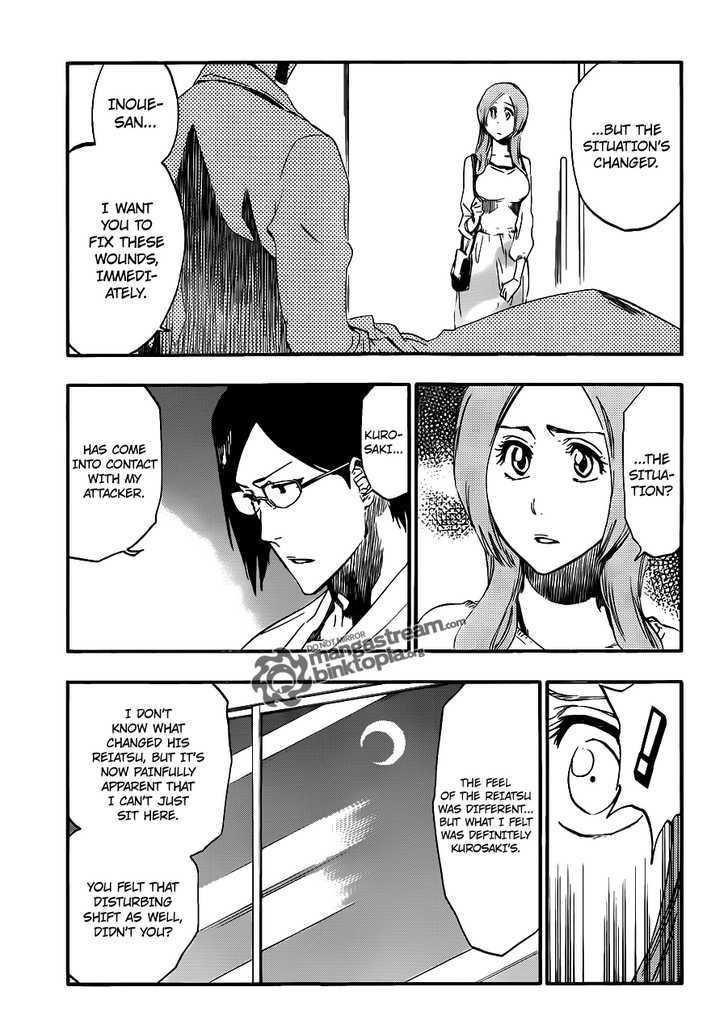 ...BUT THE
SITUATION'S
CHANGED.
INOUE-
SAN...
I WANT
YOU TO
FIX THESE
WOUNDS,
IMMEDI-
ATELY.
...THE
SITUA-
TION?
KURO-
SAKI...
HAS COME
INTO CONTACT
WITH MY
ATTACKER.
DO NOT MIRROR
mangastream.com
binktopia.org
!
THE FEEL
OF THE REIATSU
WAS DIFFERENT...
BUT WHAT I FELT
WAS DEFINITELY
KUROSAKI'S.
I DON'T
KNOW WHAT
CHANGED HIS
REIATSU, BUT IT'S
NOW PAINFULLY
APPARENT THAT
I CAN'T JUST
SIT HERE.
YOU FELT THAT
DISTURBING
SHIFT AS WELL,
DIDN'T YOU?